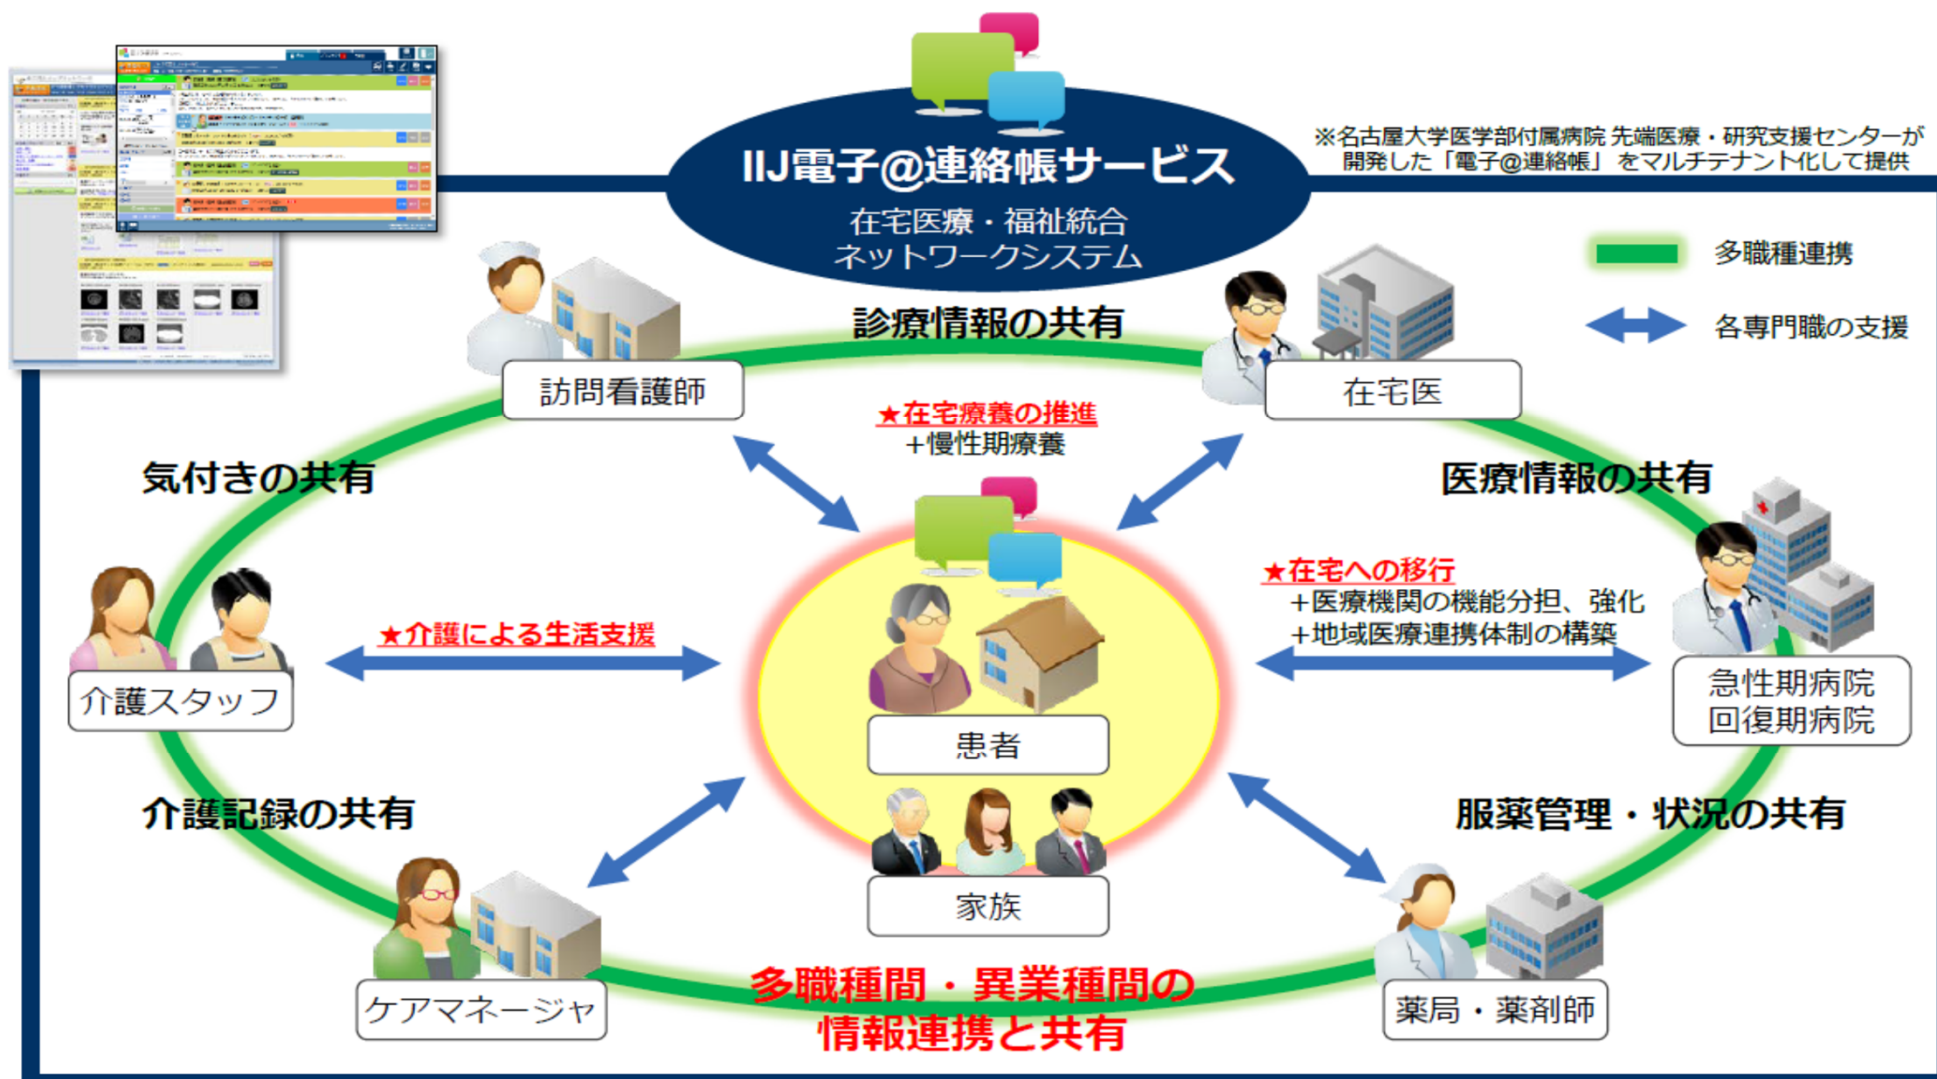 IIJ電子@連絡帳サービス
在宅医療・福祉統合
ネットワークシステム
※名古屋大学医学部付属病院 先端医療・研究支援センターが
開発した「電子@連絡帳」をマルチテナント化して提供
多職種連携
各専門職の支援
診療情報の共有
訪問看護師
在宅医
★在宅療養の推進
＋慢性期療養
気付きの共有
医療情報の共有
★在宅への移行
＋医療機関の機能分担、強化
＋地域医療連携体制の構築
★介護による生活支援
介護スタッフ
急性期病院
回復期病院
患者
介護記録の共有
服薬管理・状況の共有
家族
ケアマネージャ
薬局・薬剤師
多職種間・異業種間の
情報連携と共有